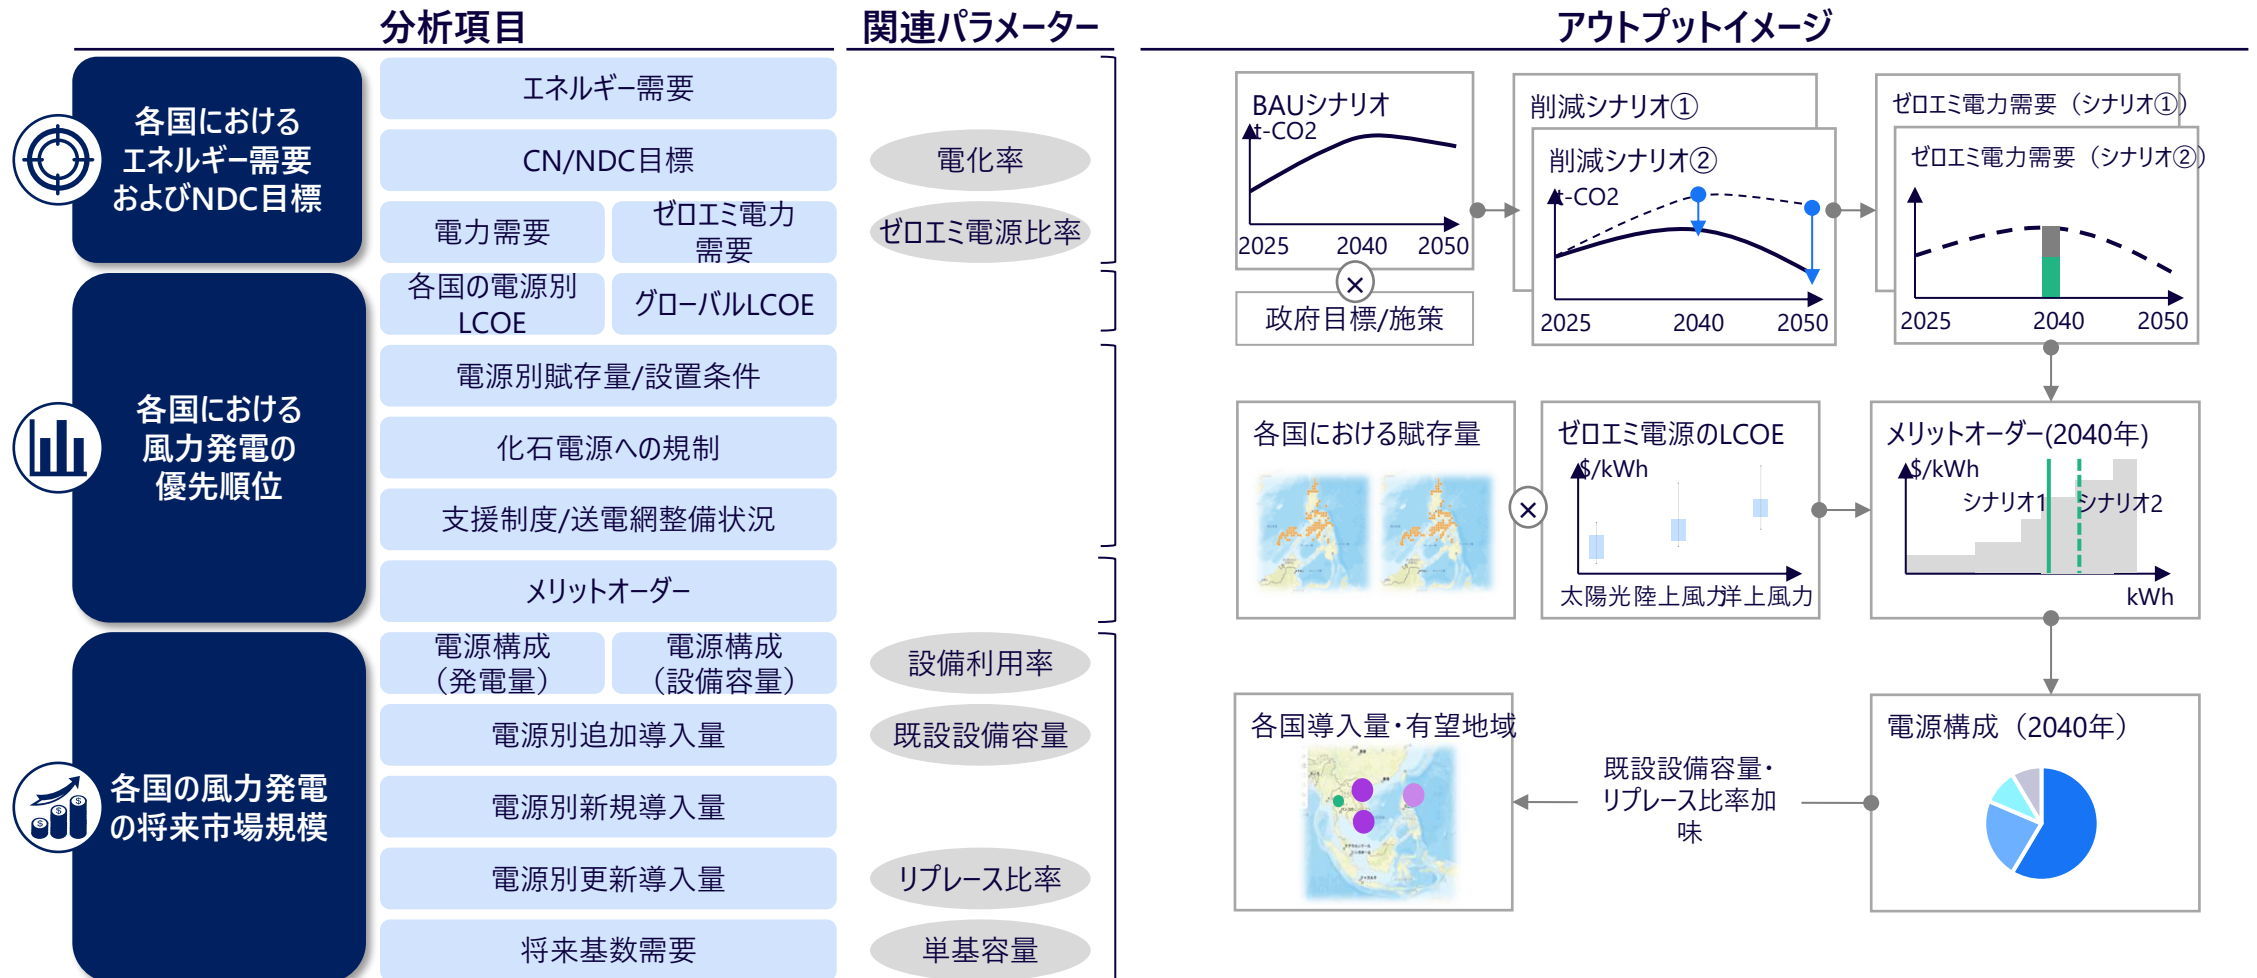 分析項目
関連パラメーター
アウトプットイメージ
各国における
エネルギー需要
およびNDC目標
エネルギー需要
CN/NDC目標
電力需要
ゼロエミ電力
需要
電化率
ゼロエミ電源比率
各国における
風力発電の
優先順位
各国の電源別
LCOE
グローバルLCOE
電源別賦存量/設置条件
化石電源への規制
支援制度/送電網整備状況
メリットオーダー
各国の風力発電
の将来市場規模
電源構成
（発電量）
電源構成
（設備容量）
電源別追加導入量
電源別新規導入量
電源別更新導入量
将来基数需要
設備利用率
既設設備容量
リプレース比率
単基容量
BAUシナリオ
t-CO2
2025
2040
2050
×
政府目標/施策
削減シナリオ①
削減シナリオ②
t-CO2
2025
2040
2050
ゼロエミ電力需要（シナリオ①）
ゼロエミ電力需要（シナリオ②）
2025
2040
2050
各国における賦存量
×
ゼロエミ電源のLCOE
$/kWh
太陽光
陸上風力
洋上風力
メリットオーダー(2040年)
$/kWh
シナリオ1
シナリオ2
kWh
各国導入量・有望地域
既設設備容量・
リプレース比率加
味
電源構成（2040年）